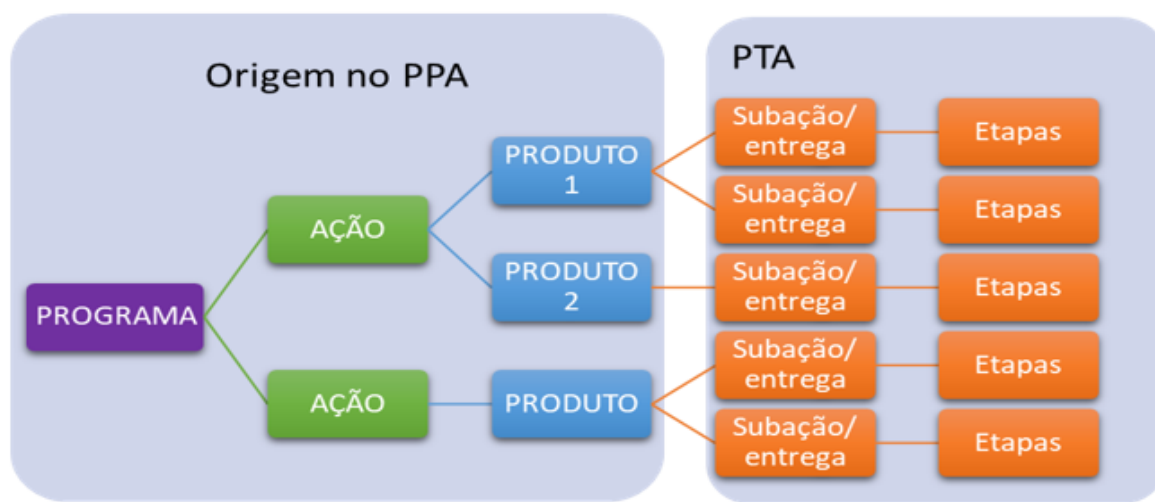 Origem no PPA
PROGRAMA
AÇÃO
PRODUTO
1
PRODUTO
2
AÇÃO
PRODUTO
PTA
Subação/
entrega
Etapas
Subação/
entrega
Etapas
Subação/
entrega
Etapas
Subação/
entrega
Etapas
Subação/
entrega
Etapas